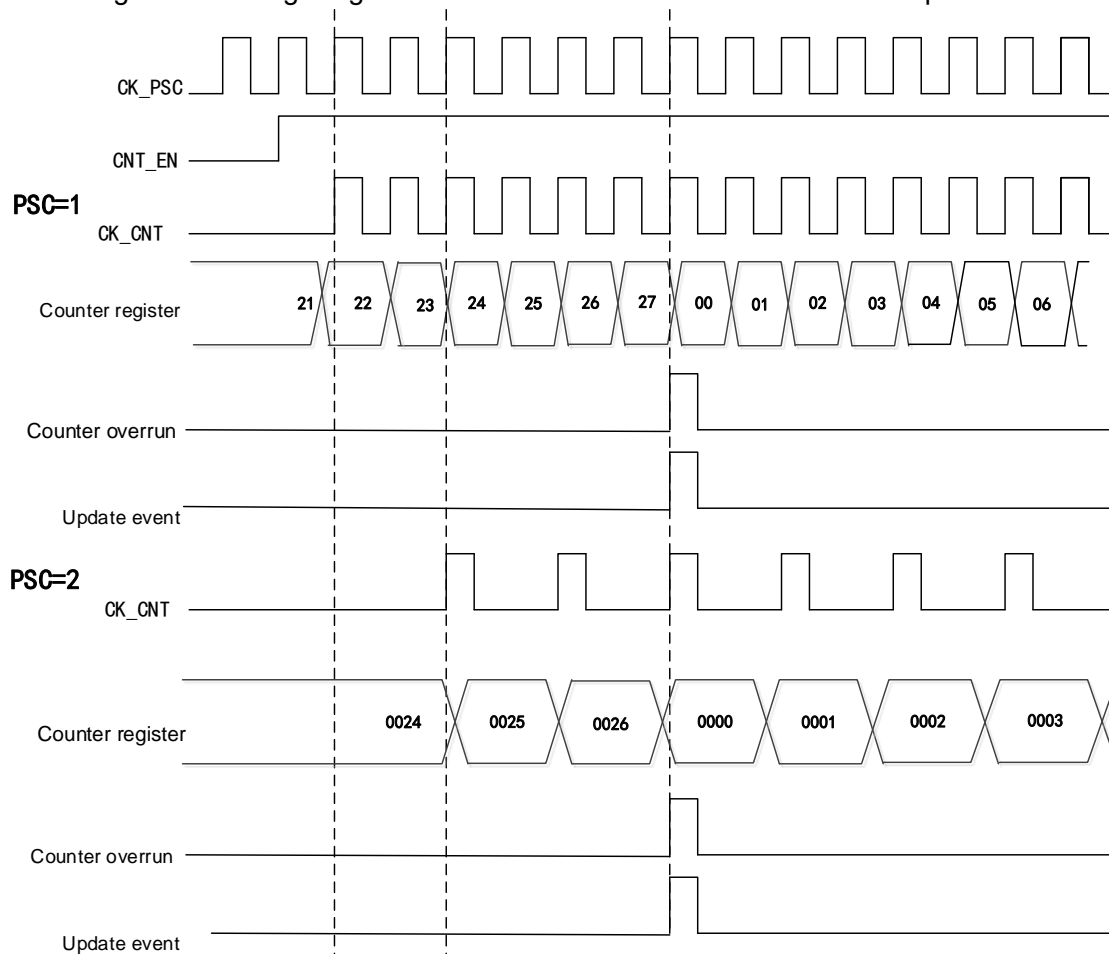 CK_PSC
CNT_EN
PSC=1
CK_CNT
Counter register 21 22 23 24 25 26 27 00 01 02 03 04 05 06
Counter overrun
Update event
PSC=2
CK_CNT
Counter register 0024 0025 0026 0000 0001 0002 0003
Counter overrun
Update event